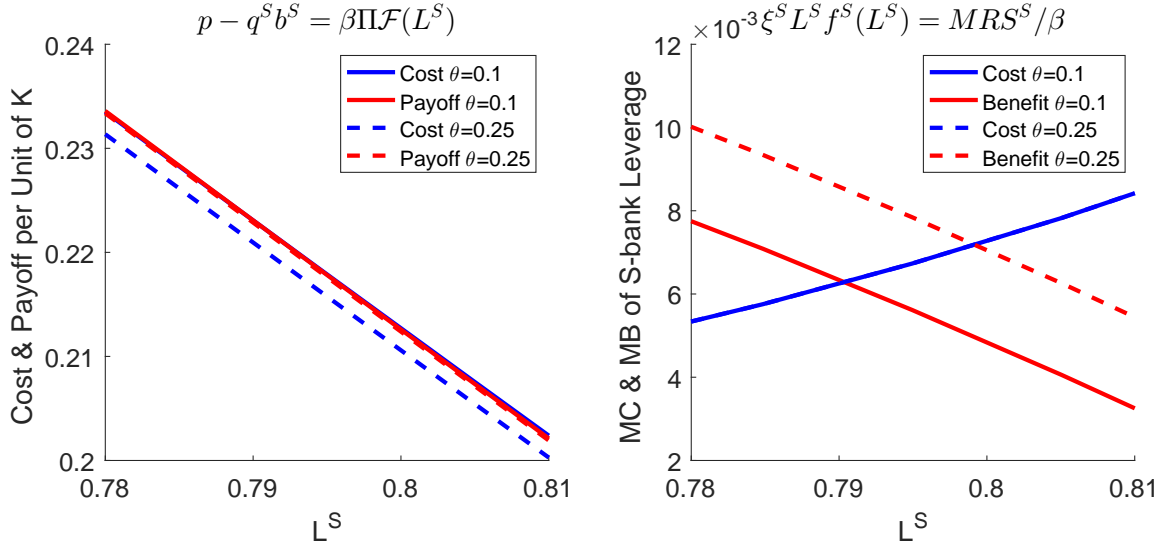 p − q^S b^S = βΠ𝓕(L^S)
Cost & Payoff per Unit of K
0.24
0.23
0.22
0.21
0.2
0.78
0.79
0.8
0.81
L^S
Cost θ=0.1
Payoff θ=0.1
Cost θ=0.25
Payoff θ=0.25
×10^-3 ξ^S L^S f^S(L^S) = MRS^S/β
MC & MB of S-bank Leverage
12
10
8
6
4
2
0.78
0.79
0.8
0.81
L^S
Cost θ=0.1
Benefit θ=0.1
Cost θ=0.25
Benefit θ=0.25